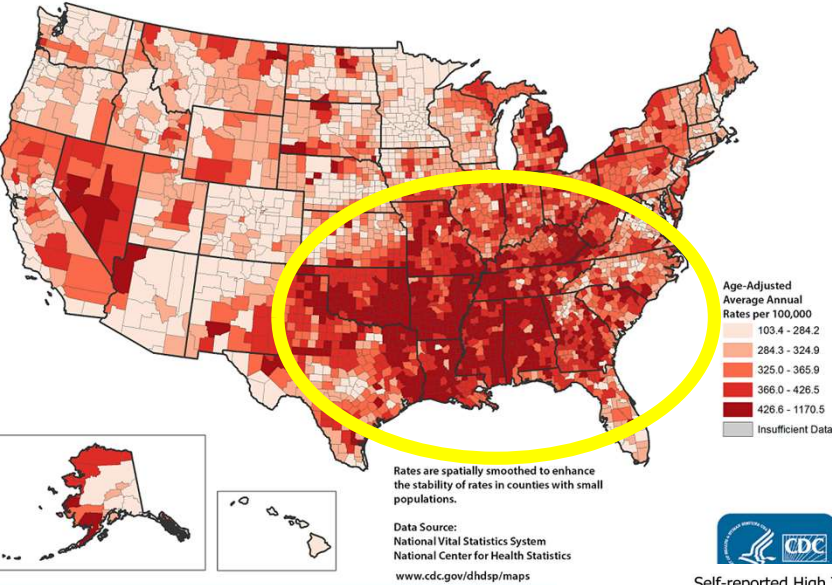 Age-Adjusted
Average Annual
Rates per 100,000
103.4 - 284.2
284.3 - 324.9
325.0 - 365.9
366.0 - 426.5
426.6 - 1170.5
Insufficient Data
Rates are spatially smoothed to enhance
the stability of rates in counties with small
populations.
Data Source:
National Vital Statistics System
National Center for Health Statistics
www.cdc.gov/dhdsp/maps
CDC
Self-reported High